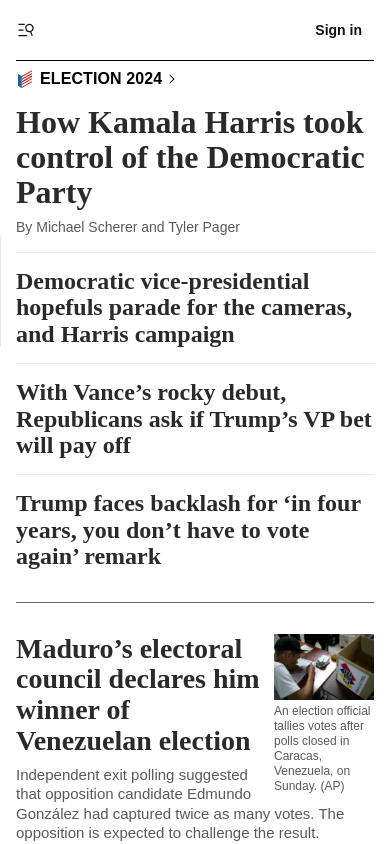 Sign in
ELECTION 2024
How Kamala Harris took
control of the Democratic
Party
By Michael Scherer and Tyler Pager
Democratic vice-presidential
hopefuls parade for the cameras,
and Harris campaign
With Vance’s rocky debut,
Republicans ask if Trump’s VP bet
will pay off
Trump faces backlash for ‘in four
years, you don’t have to vote
again’ remark
Maduro’s electoral
council declares him
winner of
Venezuelan election
An election official
tallies votes after
polls closed in
Caracas,
Venezuela, on
Sunday. (AP)
Independent exit polling suggested
that opposition candidate Edmundo
González had captured twice as many votes. The
opposition is expected to challenge the result.